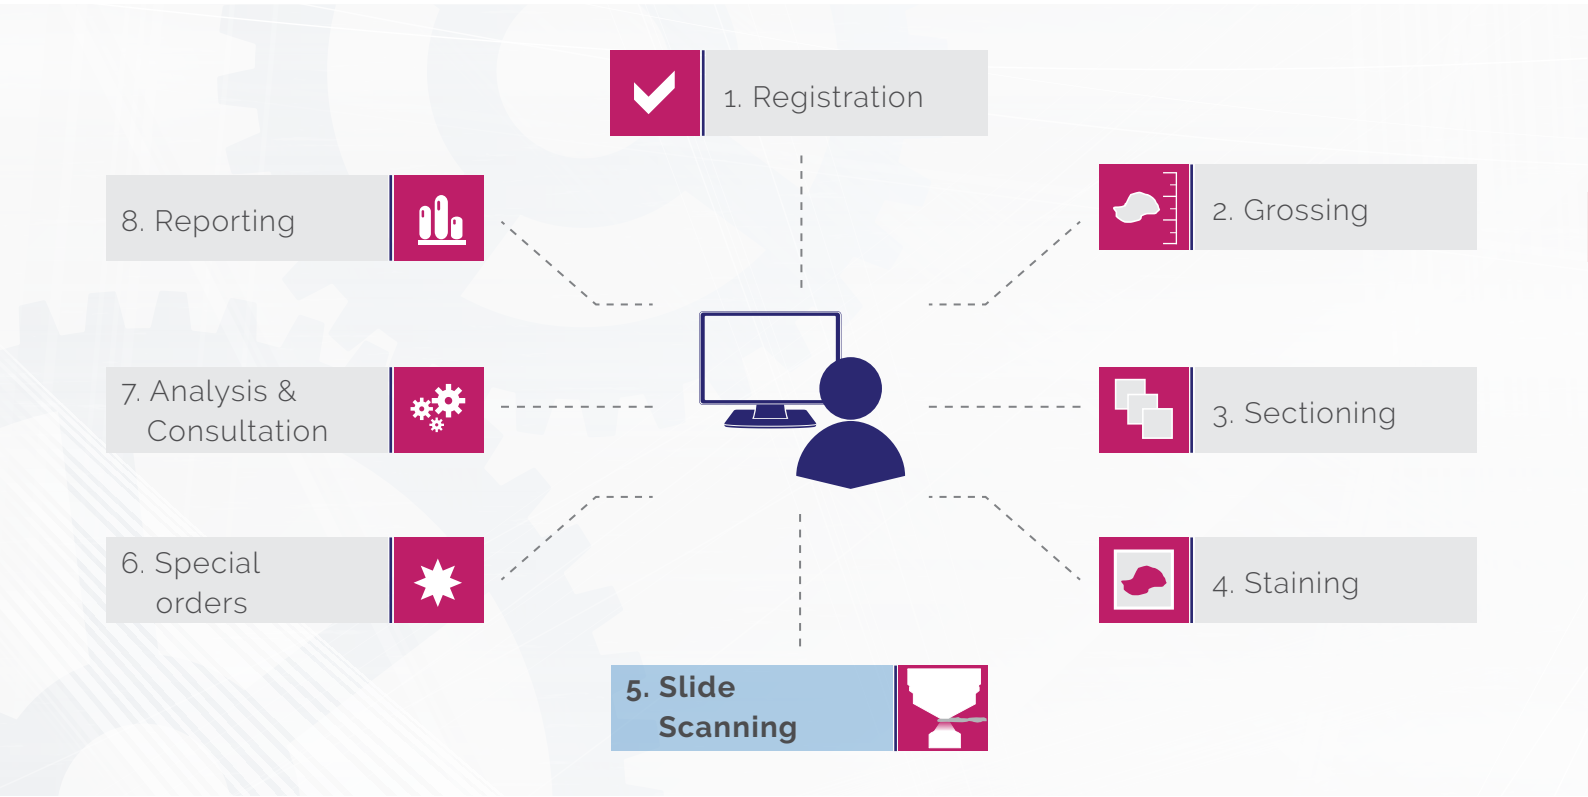 1. Registration
2. Grossing
3. Sectioning
4. Staining
5. Slide
Scanning
6. Special
orders
7. Analysis &
Consultation
8. Reporting